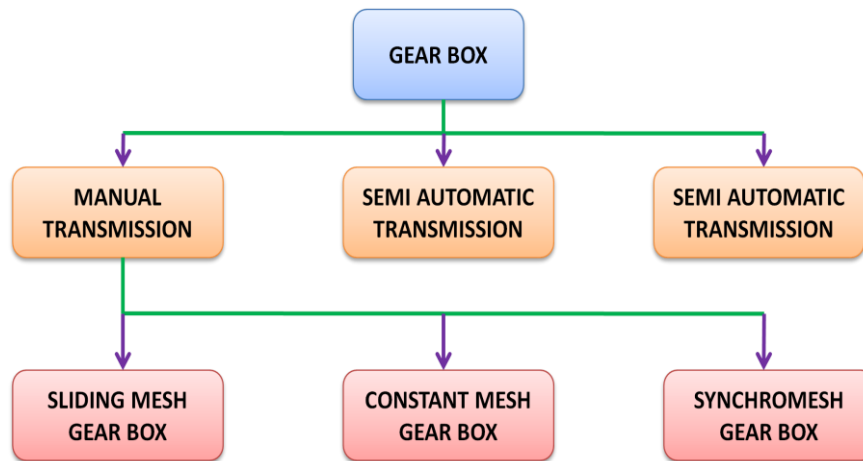 GEAR BOX
MANUAL
TRANSMISSION
SEMI AUTOMATIC
TRANSMISSION
SEMI AUTOMATIC
TRANSMISSION
SLIDING MESH
GEAR BOX
CONSTANT MESH
GEAR BOX
SYNCHROMESH
GEAR BOX